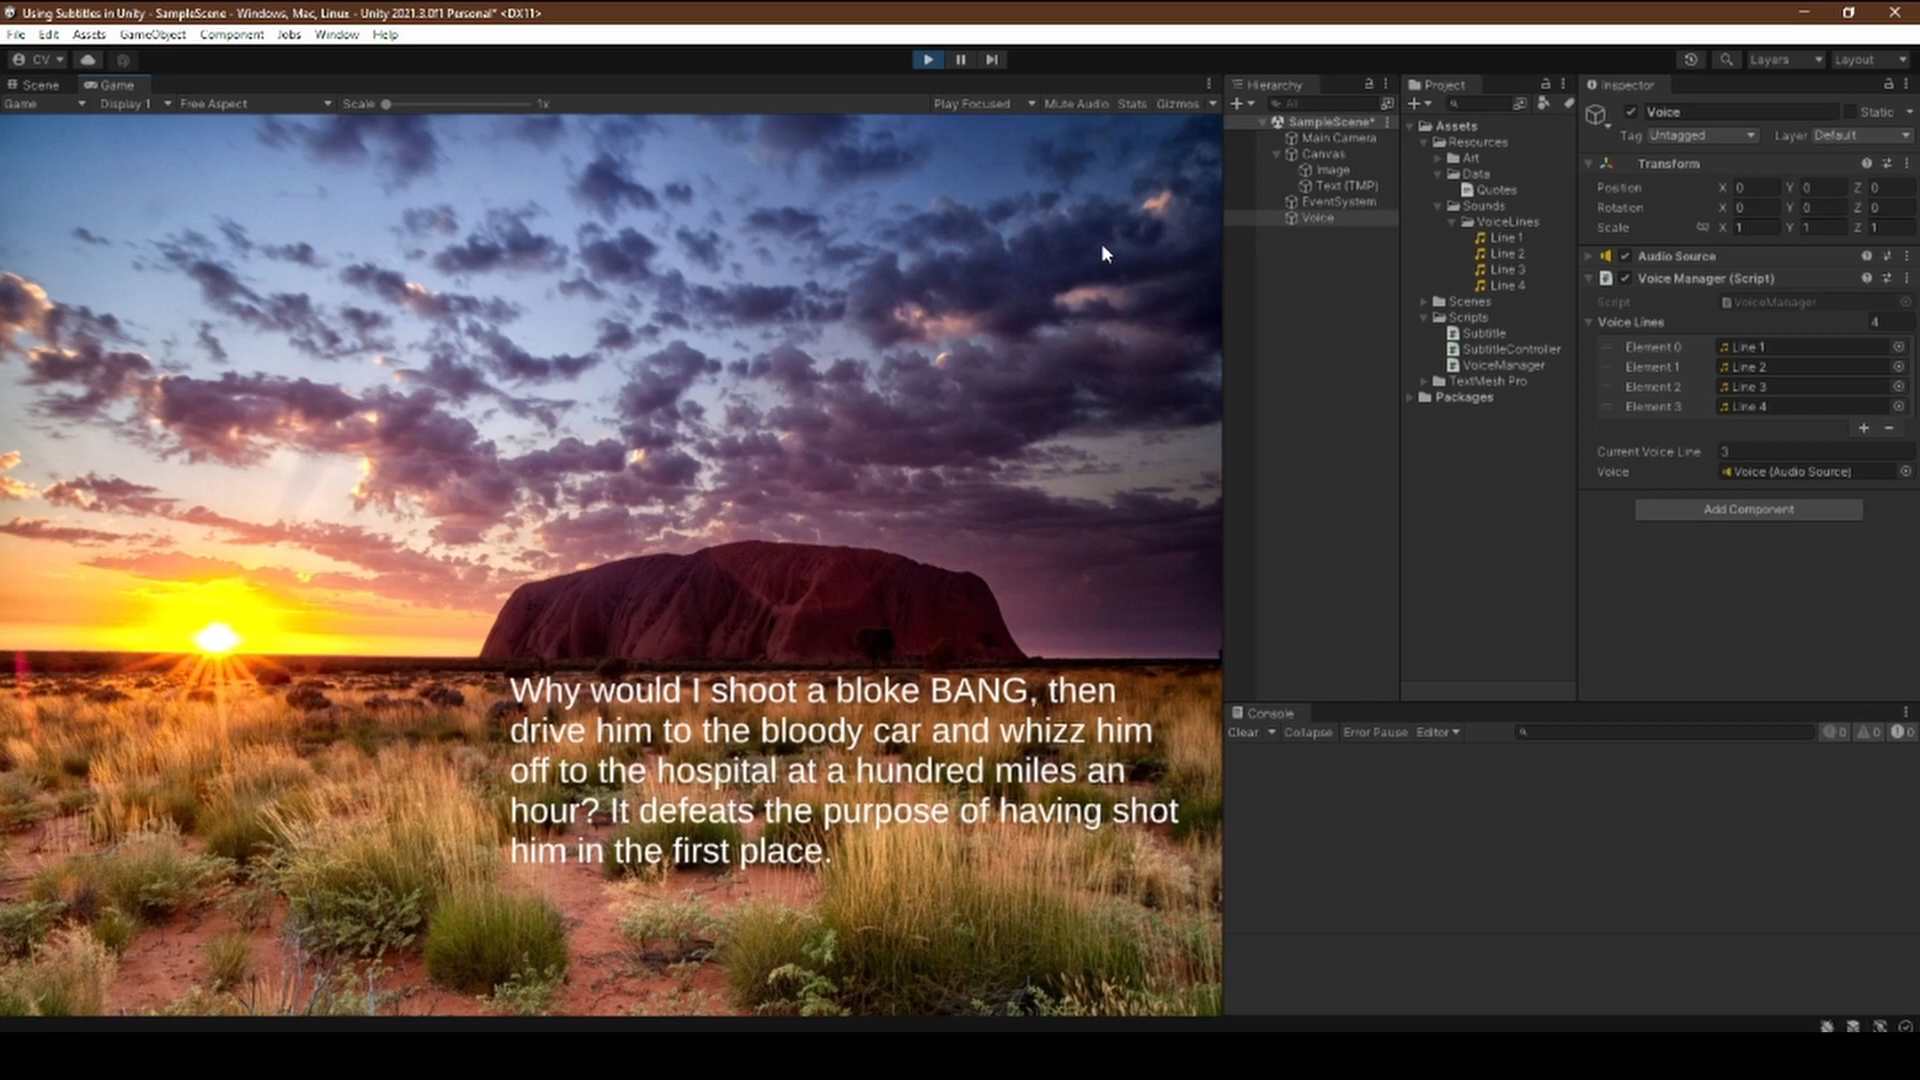 Using Subtitles in Unity - SampleScene - Windows, Mac, Linux - Unity 2021.3.0f1 Personal* <DX11>
File Edit Assets GameObject Component Jobs Window Help
CV Layers Layout
Scene Game
Game Display 1 Free Aspect Scale 1x Play Focused Mute Audio Stats Gizmos
Why would I shoot a bloke BANG, then
drive him to the bloody car and whizz him
off to the hospital at a hundred miles an
hour? It defeats the purpose of having shot
him in the first place.
Hierarchy
All
SampleScene*
Main Camera
Canvas
Image
Text (TMP)
EventSystem
Voice
Project
Assets
Resources
Art
Data
Quotes
Sounds
VoiceLines
Line 1
Line 2
Line 3
Line 4
Scenes
Scripts
Subtitle
SubtitleController
VoiceManager
TextMesh Pro
Packages
Inspector
Voice Static
Tag Untagged Layer Default
Transform
Position X 0 Y 0 Z 0
Rotation X 0 Y 0 Z 0
Scale X 1 Y 1 Z 1
Audio Source
Voice Manager (Script)
Script VoiceManager
Voice Lines 4
Element 0 Line 1
Element 1 Line 2
Element 2 Line 3
Element 3 Line 4
+ -
Current Voice Line 3
Voice Voice (Audio Source)
Add Component
Console
Clear Collapse Error Pause Editor 0 0 0